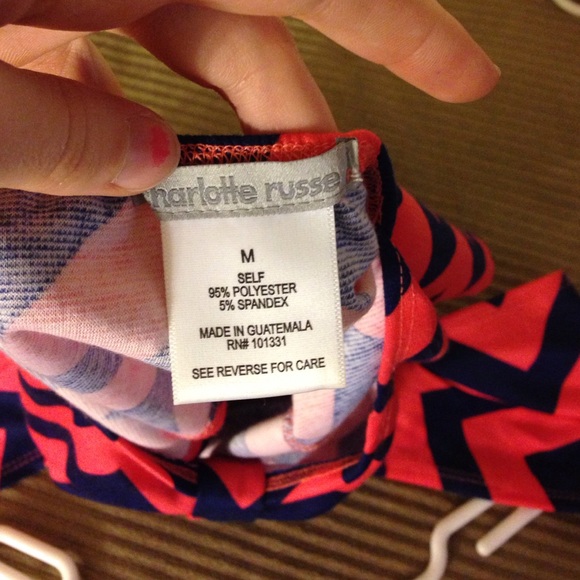 charlotte russe
M
SELF
95% POLYESTER
5% SPANDEX
MADE IN GUATEMALA
RN# 101331
SEE REVERSE FOR CARE